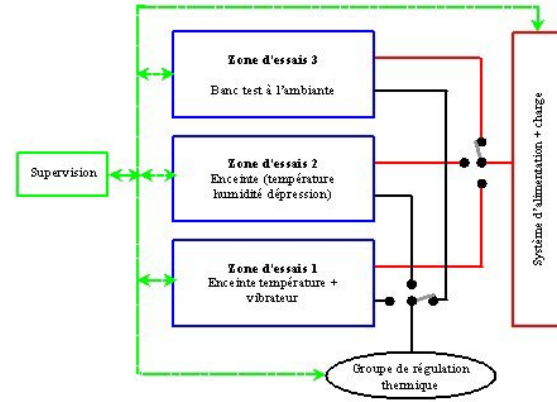 Zone d'essais 3
Banc test à l'ambiante
Zone d'essais 2
Enceinte (température
humidité dépression)
Supervision
Zone d'essais 1
Enceinte température +
vibrateur
Système d'alimentation + charge
Groupe de régulation
thermique